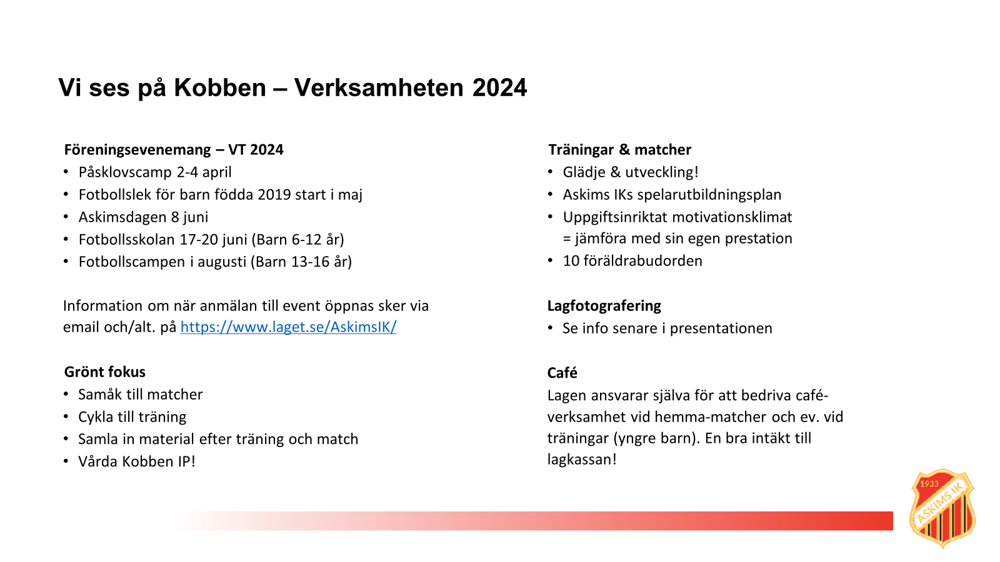 Vi ses på Kobben – Verksamheten 2024
Föreningsevenemang – VT 2024
• Påsklovscamp 2-4 april
• Fotbollslek för barn födda 2019 start i maj
• Askimsdagen 8 juni
• Fotbollsskolan 17-20 juni (Barn 6-12 år)
• Fotbollscampen i augusti (Barn 13-16 år)
Information om när anmälan till event öppnas sker via
email och/alt. på https://www.laget.se/AskimsIK/
Grönt fokus
• Samåk till matcher
• Cykla till träning
• Samla in material efter träning och match
• Vårda Kobben IP!
Träningar & matcher
• Glädje & utveckling!
• Askims IKs spelarutbildningsplan
• Uppgiftsinriktat motivationsklimat
= jämföra med sin egen prestation
• 10 föräldrabudorden
Lagfotografering
• Se info senare i presentationen
Café
Lagen ansvarar själva för att bedriva café-
verksamhet vid hemma-matcher och ev. vid
träningar (yngre barn). En bra intäkt till
lagkassan!
1933
ASKIMS IK